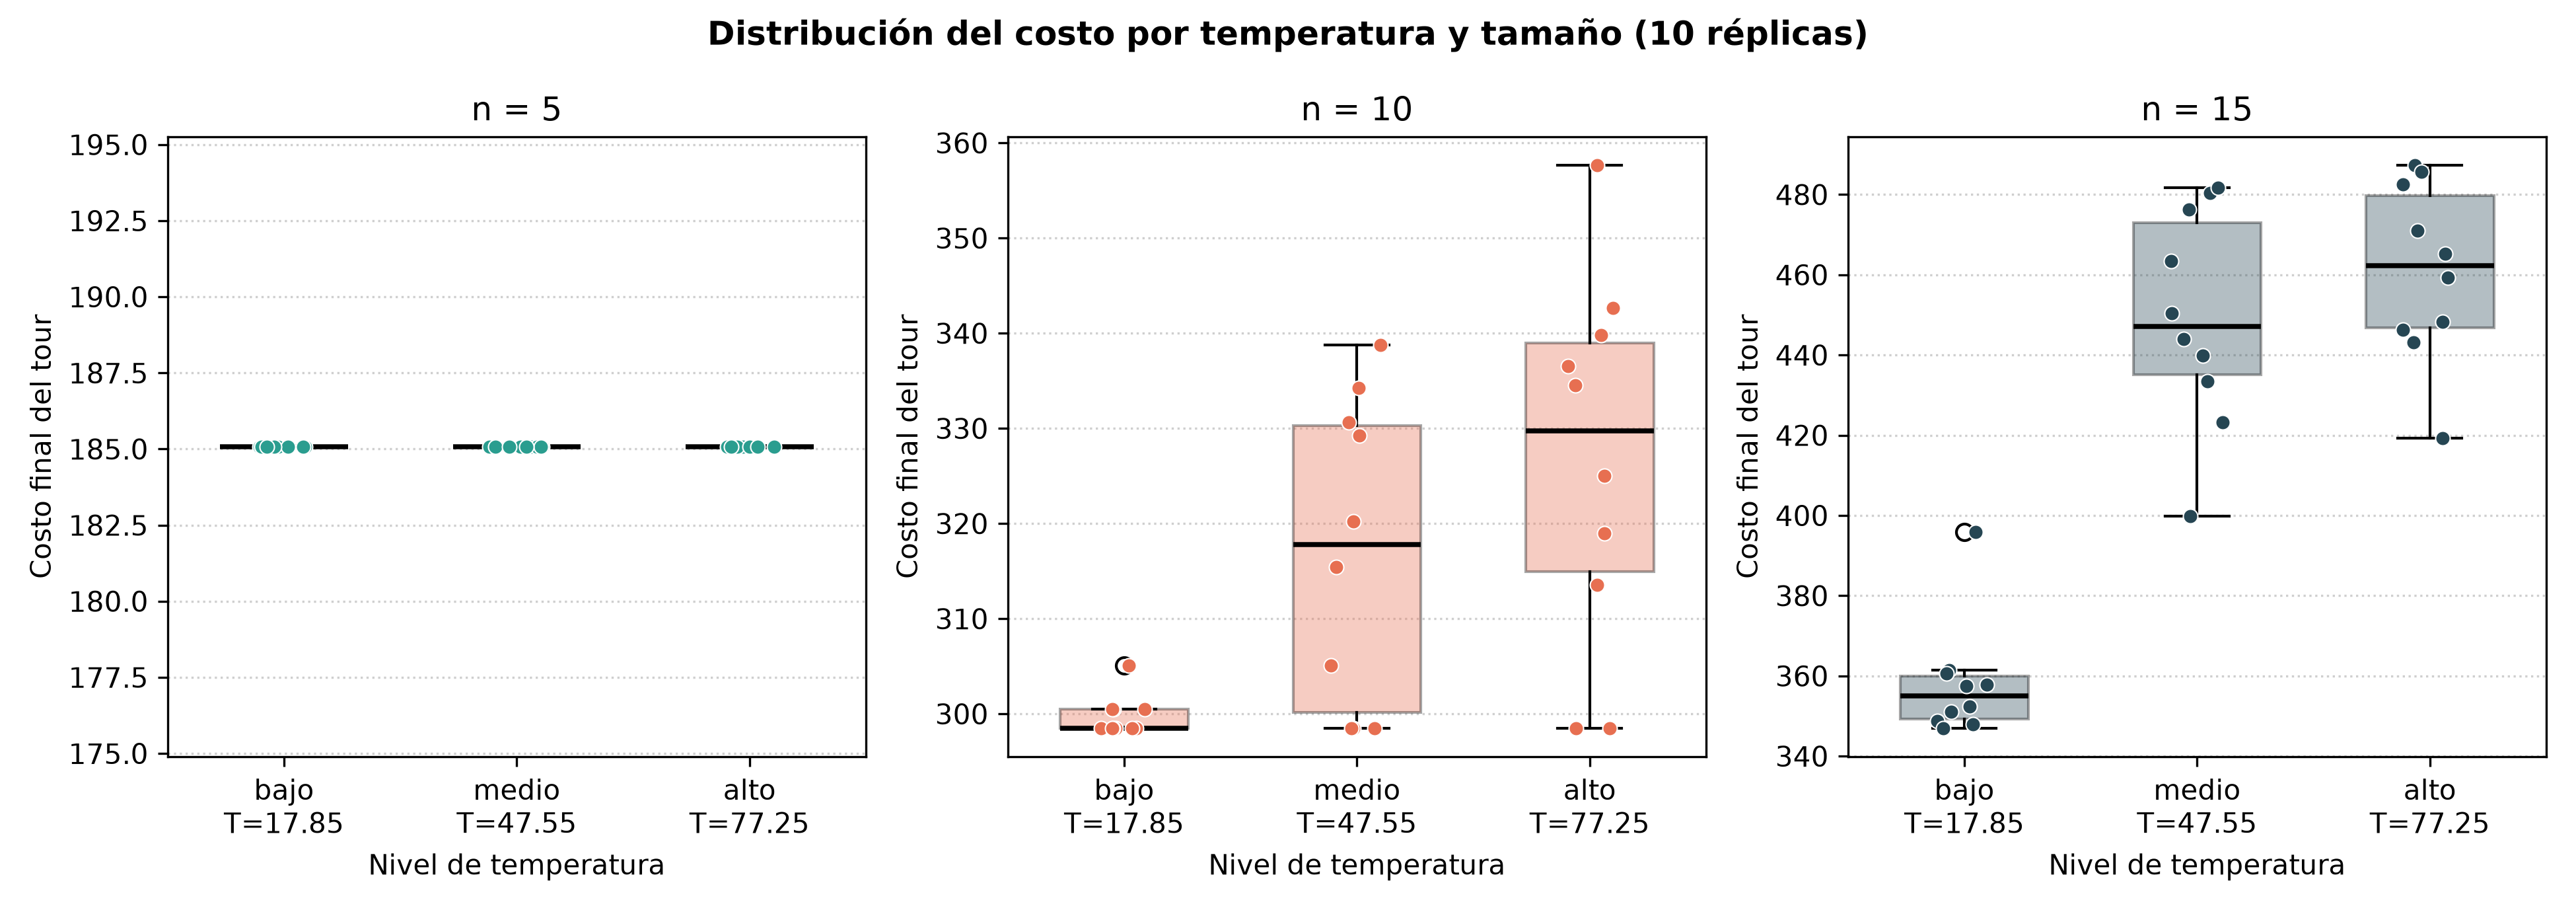 Distribución del costo por temperatura y tamaño (10 réplicas)
n = 5
Costo final del tour
195.0
192.5
190.0
187.5
185.0
182.5
180.0
177.5
175.0
bajo
T=17.85
medio
T=47.55
alto
T=77.25
Nivel de temperatura
n = 10
Costo final del tour
360
350
340
330
320
310
300
bajo
T=17.85
medio
T=47.55
alto
T=77.25
Nivel de temperatura
n = 15
Costo final del tour
480
460
440
420
400
380
360
340
bajo
T=17.85
medio
T=47.55
alto
T=77.25
Nivel de temperatura